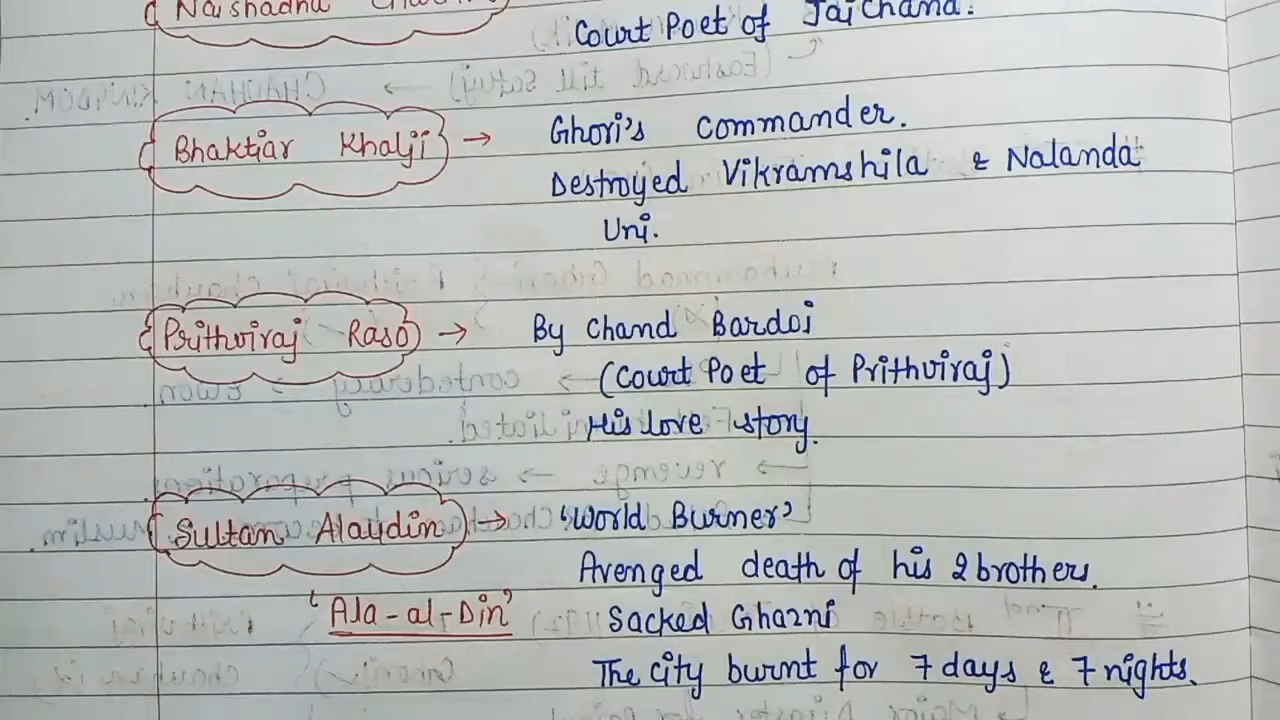 Naishadha
Court Poet of Jaichand.
Bhaktiar Khalji → Ghori's commander.
Destroyed Vikramshila & Nalanda
Uni.
Prithviraj Raso → By Chand Bardoi
(Court Poet of Prithviraj)
His love story.
Sultan Alaudin → 'World Burner'
Avenged death of his 2 brothers.
'Ala-al-Din' Sacked Ghazni
The city burnt for 7 days & 7 nights.